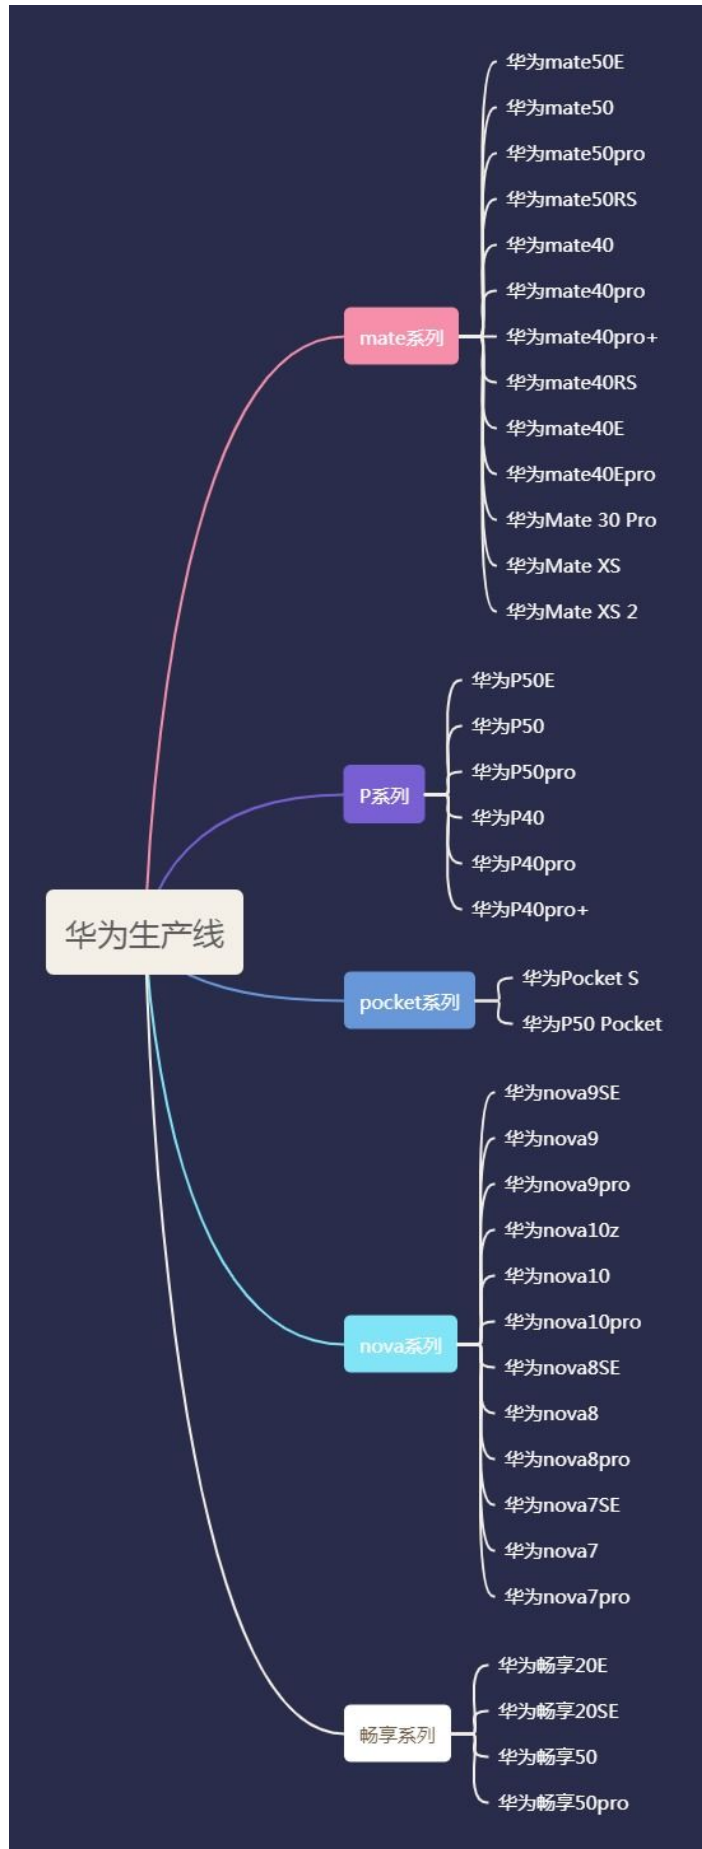 华为生产线
mate系列
华为mate50E
华为mate50
华为mate50pro
华为mate50RS
华为mate40
华为mate40pro
华为mate40pro+
华为mate40RS
华为mate40E
华为mate40Epro
华为Mate 30 Pro
华为Mate XS
华为Mate XS 2
P系列
华为P50E
华为P50
华为P50pro
华为P40
华为P40pro
华为P40pro+
pocket系列
华为Pocket S
华为P50 Pocket
nova系列
华为nova9SE
华为nova9
华为nova9pro
华为nova10z
华为nova10
华为nova10pro
华为nova8SE
华为nova8
华为nova8pro
华为nova7SE
华为nova7
华为nova7pro
畅享系列
华为畅享20E
华为畅享20SE
华为畅享50
华为畅享50pro